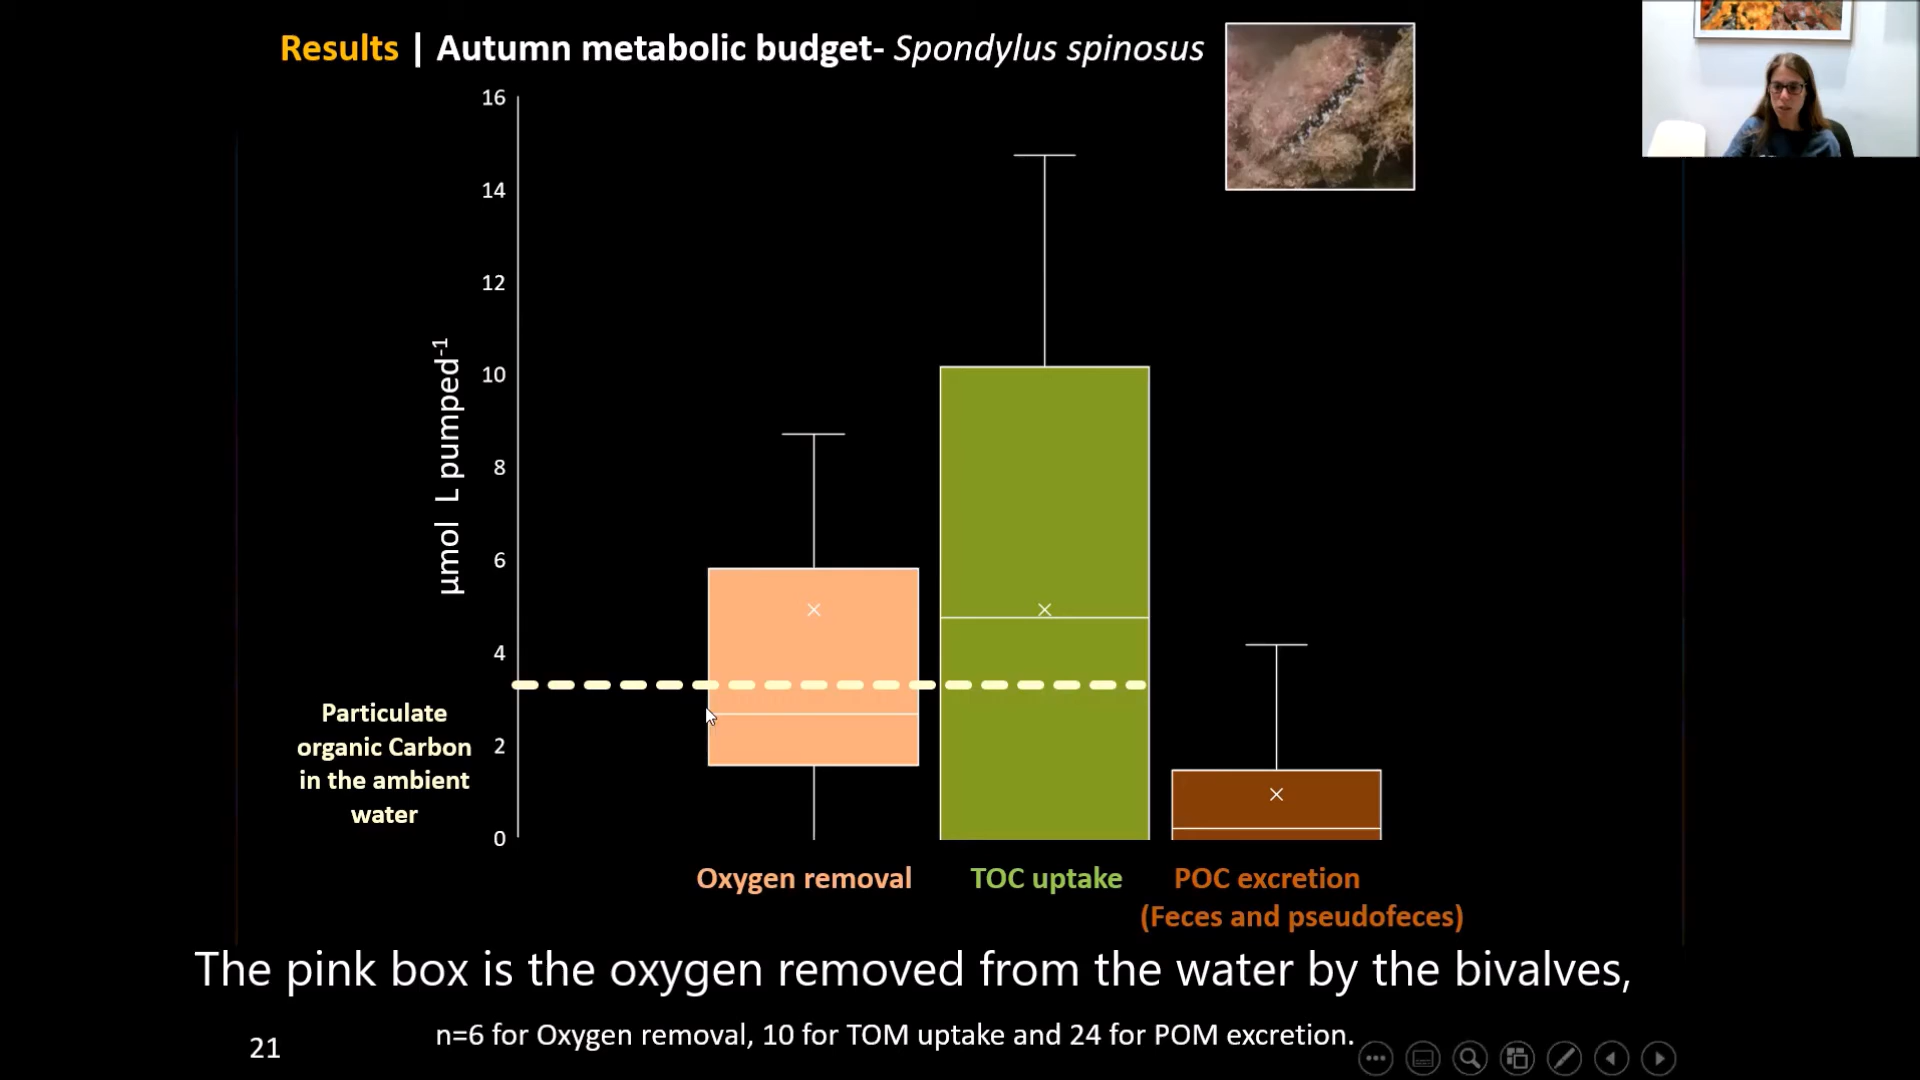 Results | Autumn metabolic budget- Spondylus spinosus
16
14
12
10
8
6
4
2
0
µmol L pumped-1
Particulate
organic Carbon
in the ambient
water
Oxygen removal
TOC uptake
POC excretion
(Feces and pseudofeces)
The pink box is the oxygen removed from the water by the bivalves,
n=6 for Oxygen removal, 10 for TOM uptake and 24 for POM excretion.
21